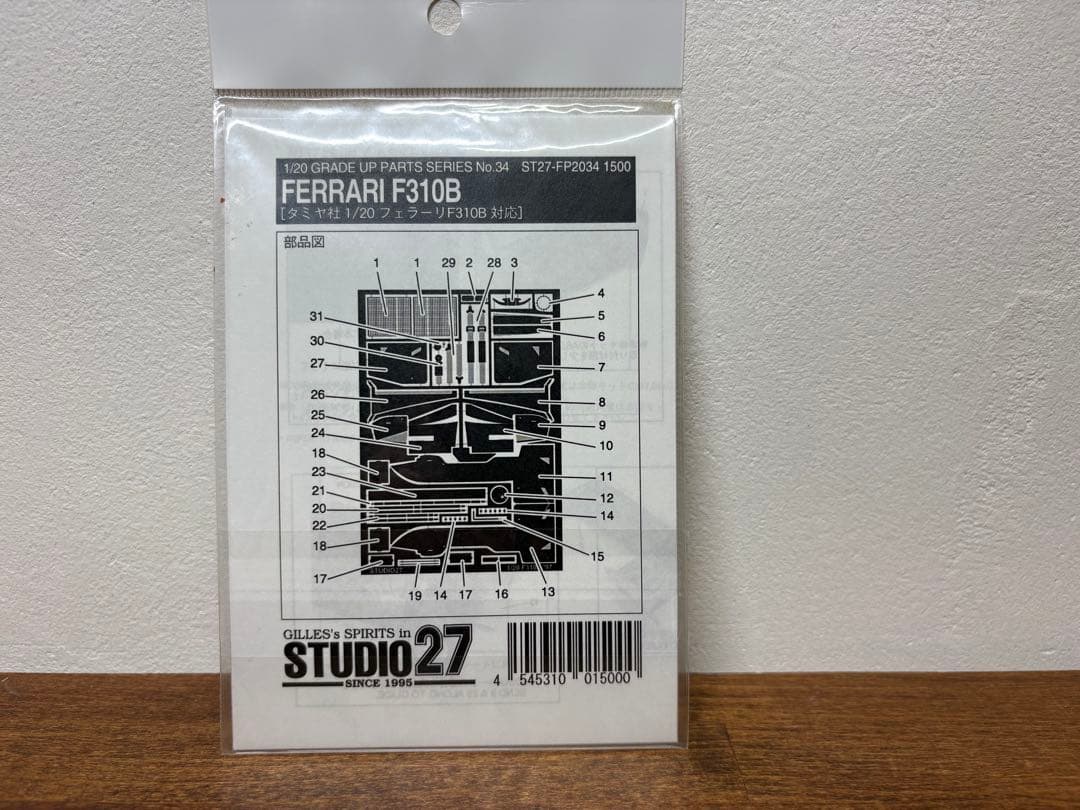 1/20 GRADE UP PARTS SERIES No.34 ST27-FP2034 1500
FERRARI F310B
[タミヤ社 1/20 フェラーリF310B 対応]
部品図
1 1 29 2 28 3
4
5
6
31
30
27
7
26
8
25
9
24
10
18
23
11
21
12
20
14
22
18
15
17
13
19 14 17 16
STUDIO27
GILLES's SPIRITS in
STUDIO27
SINCE 1995
4 545310 015000